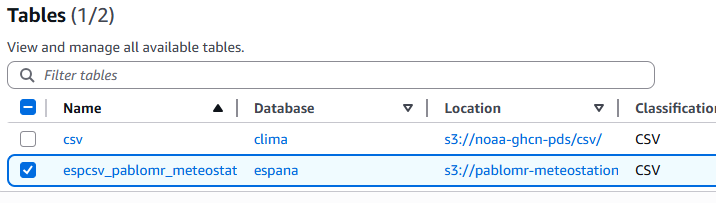 Tables (1/2)
View and manage all available tables.
Filter tables
Name Database Location Classification
csv clima s3://noaa-ghcn-pds/csv/ CSV
espcsv_pablomr_meteostat espana s3://pablomr-meteostation CSV